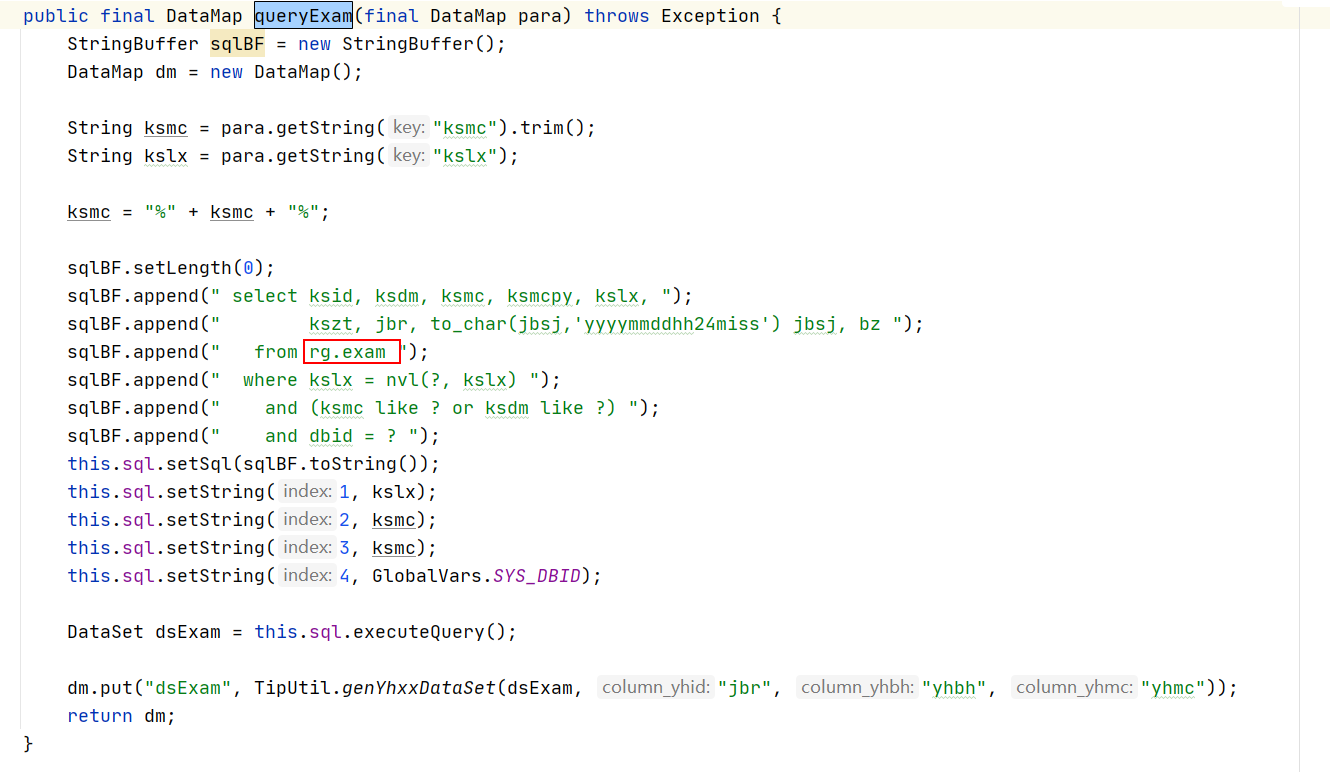 public final DataMap queryExam(final DataMap para) throws Exception {
    StringBuffer sqlBF = new StringBuffer();
    DataMap dm = new DataMap();

    String ksmc = para.getString( key: "ksmc").trim();
    String kslx = para.getString( key: "kslx");

    ksmc = "%" + ksmc + "%";

    sqlBF.setLength(0);
    sqlBF.append(" select ksid, ksdm, ksmc, ksmcpy, kslx, ");
    sqlBF.append("        kszt, jbr, to_char(jbsj,'yyyymmddhh24miss') jbsj, bz ");
    sqlBF.append("   from rg.exam ");
    sqlBF.append("  where kslx = nvl(?, kslx) ");
    sqlBF.append("    and (ksmc like ? or ksdm like ?) ");
    sqlBF.append("    and dbid = ? ");
    this.sql.setSql(sqlBF.toString());
    this.sql.setString( index: 1, kslx);
    this.sql.setString( index: 2, ksmc);
    this.sql.setString( index: 3, ksmc);
    this.sql.setString( index: 4, GlobalVars.SYS_DBID);

    DataSet dsExam = this.sql.executeQuery();

    dm.put("dsExam", TipUtil.genYhxxDataSet(dsExam, column_yhid: "jbr", column_yhbh: "yhbh", column_yhmc: "yhmc"));
    return dm;
}